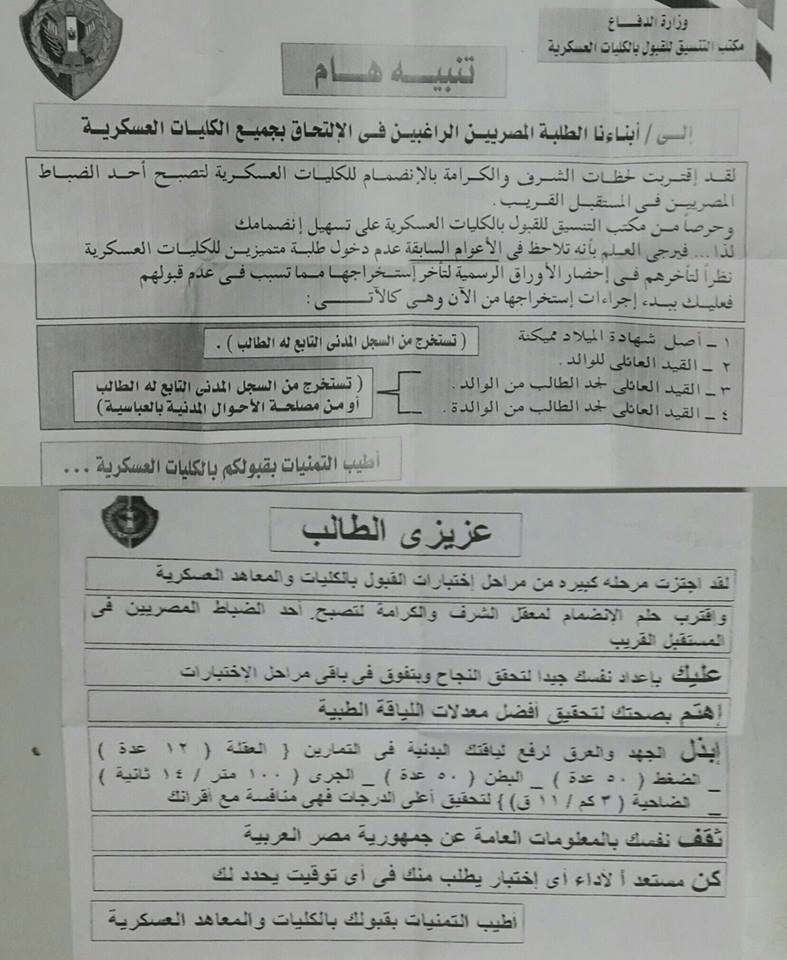 وزارة الدفاع
مكتب التنسيق للقبول بالكليات العسكرية
تنبيه هام
إلى / أبناءنا الطلبة المصريين الراغبين فى الإلتحاق بجميع الكليات العسكرية
لقد إقتربت لحظات الشرف والكرامة بالإنضمام للكليات العسكرية لتصبح أحد الضباط
المصريين فى المستقبل القريب .
وحرصاً من مكتب التنسيق للقبول بالكليات العسكرية على تسهيل إنضمامك
لذا ... فيرجى العلم بأنه تلاحظ فى الأعوام السابقة عدم دخول طلبة متميزين للكليات العسكرية
نظراً لتأخرهم فى إحضار الأوراق الرسمية لتأخر إستخراجها مما تسبب فى عدم قبولهم
فعليك ببدء إجراءات إستخراجها من الآن وهى كالآتى :
١ - أصل شهادة الميلاد مميكنة ( تستخرج من السجل المدنى التابع له الطالب ) .
٢ - القيد العائلى للوالد .
٣ - القيد العائلى لجد الطالب من الوالد .
٤ - القيد العائلى لجد الطالب من الوالدة .
( تستخرج من السجل المدنى التابع له الطالب
أو من مصلحة الأحوال المدنية بالعباسية )
أطيب التمنيات بقبولكم بالكليات العسكرية ...
عزيزى الطالب
لقد اجتزت مرحله كبيره من مراحل إختبارات القبول بالكليات والمعاهد العسكرية
وإقترب حلم الإنضمام لمعقل الشرف والكرامة لتصبح أحد الضباط المصريين فى
المستقبل القريب
عليك بإعداد نفسك جيدا لتحقق النجاح وبتفوق فى باقى مراحل الإختبارات
إهتم بصحتك لتحقيق أفضل معدلات اللياقة الطبية
إبذل الجهد والعرق لرفع لياقتك البدنية فى التمارين { العقلة ( ١٢ عدة )
_ الضغط ( ٥٠ عدة ) _ البطن ( ٥٠ عدة ) _ الجرى ( ١٠٠ متر / ١٤ ثانية )
_ الضاحية ( ٣ كم / ١١ ق ) } لتحقيق أعلى الدرجات فهى منافسة مع أقرانك
ثقف نفسك بالمعلومات العامة عن جمهورية مصر العربية
كن مستعد أ لأداء أى إختبار يطلب منك فى أى توقيت يحدد لك
أطيب التمنيات بقبولك بالكليات والمعاهد العسكرية